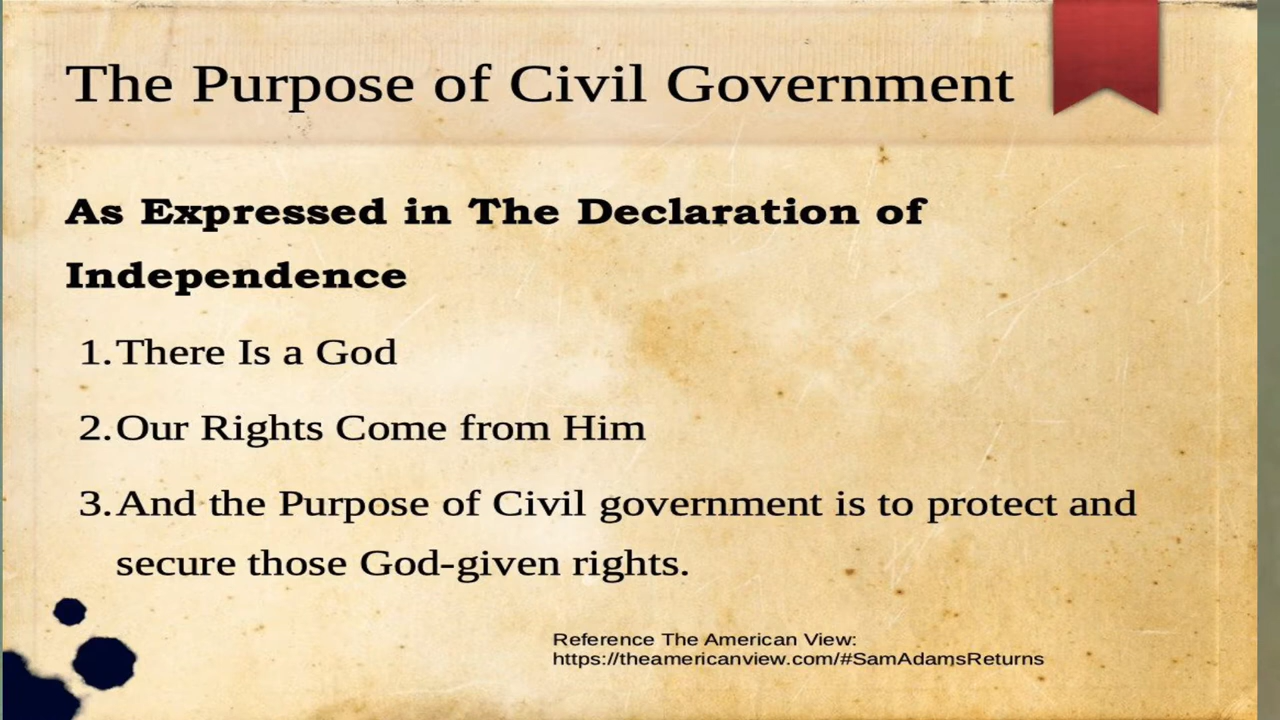 The Purpose of Civil Government
As Expressed in The Declaration of
Independence
1. There Is a God
2. Our Rights Come from Him
3. And the Purpose of Civil government is to protect and
secure those God-given rights.
Reference The American View:
https://theamericanview.com/#SamAdamsReturns